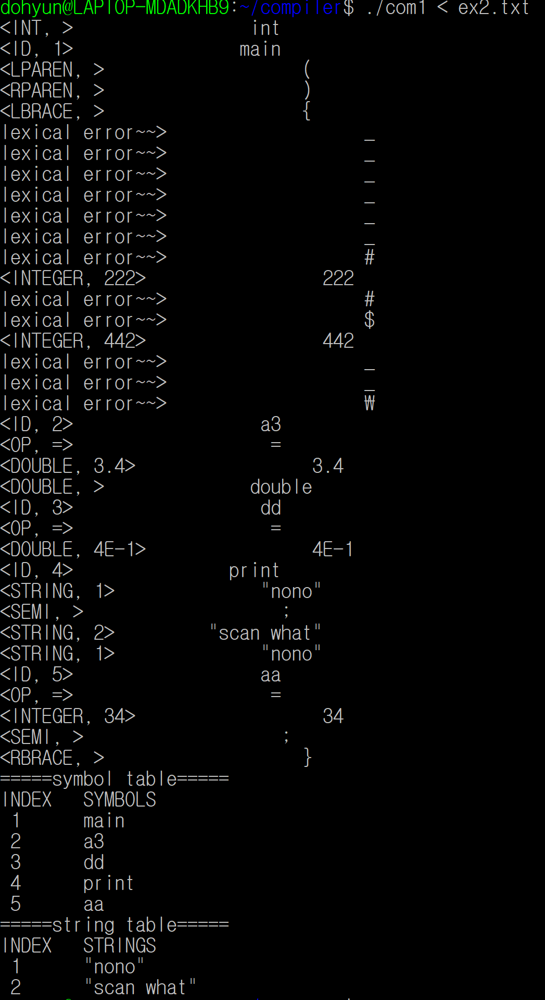 dohyun@LAPTOP-MDADKHB9:~/compiler$ ./com1 < ex2.txt
<INT, > int
<ID, 1> main
<LPAREN, > (
<RPAREN, > )
<LBRACE, > {
lexical error~~> _
lexical error~~> _
lexical error~~> _
lexical error~~> _
lexical error~~> _
lexical error~~> _
lexical error~~> #
<INTEGER, 222> 222
lexical error~~> #
lexical error~~> $
<INTEGER, 442> 442
lexical error~~> _
lexical error~~> _
lexical error~~> ₩
<ID, 2> a3
<OP, => =
<DOUBLE, 3.4> 3.4
<DOUBLE, > double
<ID, 3> dd
<OP, => =
<DOUBLE, 4E-1> 4E-1
<ID, 4> print
<STRING, 1> "nono"
<SEMI, > ;
<STRING, 2> "scan what"
<STRING, 1> "nono"
<ID, 5> aa
<OP, => =
<INTEGER, 34> 34
<SEMI, > ;
<RBRACE, > }
=====symbol table=====
INDEX SYMBOLS
1 main
2 a3
3 dd
4 print
5 aa
=====string table=====
INDEX STRINGS
1 "nono"
2 "scan what"